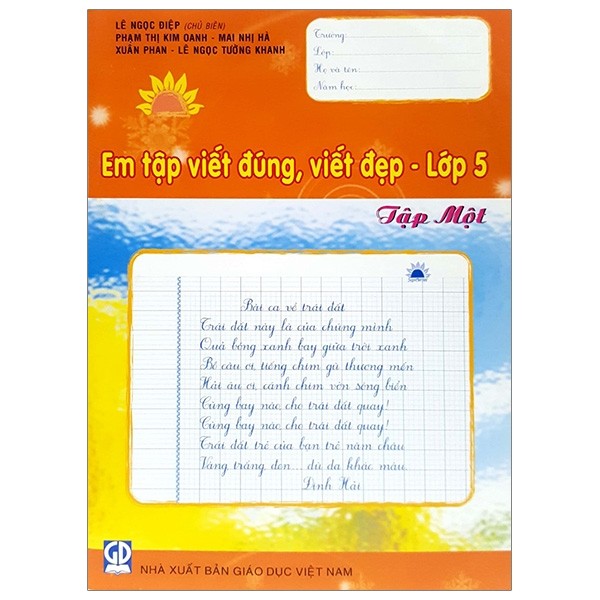 LÊ NGỌC ĐIỆP (CHỦ BIÊN)
PHẠM THỊ KIM OANH - MAI NHỊ HÀ
XUÂN PHAN - LÊ NGỌC TƯỜNG KHANH
Trường:
Lớp:
Họ và tên:
Năm học:
Em tập viết đúng, viết đẹp - Lớp 5
Tập Một
Bài ca về trái đất
Trái đất này là của chúng mình
Quả bóng xanh bay giữa trời xanh
Bồ câu ơi, tiếng chim gù thương mến
Hải âu ơi, cánh chim vờn sóng biển
Cùng bay nào, cho trái đất quay!
Cùng bay nào, cho trái đất quay!
Trái đất trẻ của bạn trẻ năm châu
Vàng, trắng, đen... dù da khác màu.
Định Hải
GD
NHÀ XUẤT BẢN GIÁO DỤC VIỆT NAM